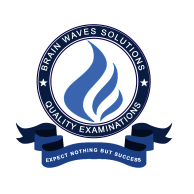 BRAIN WAVES SOLUTIONS
QUALITY EXAMINATIONS
EXPECT NOTHING BUT SUCCESS